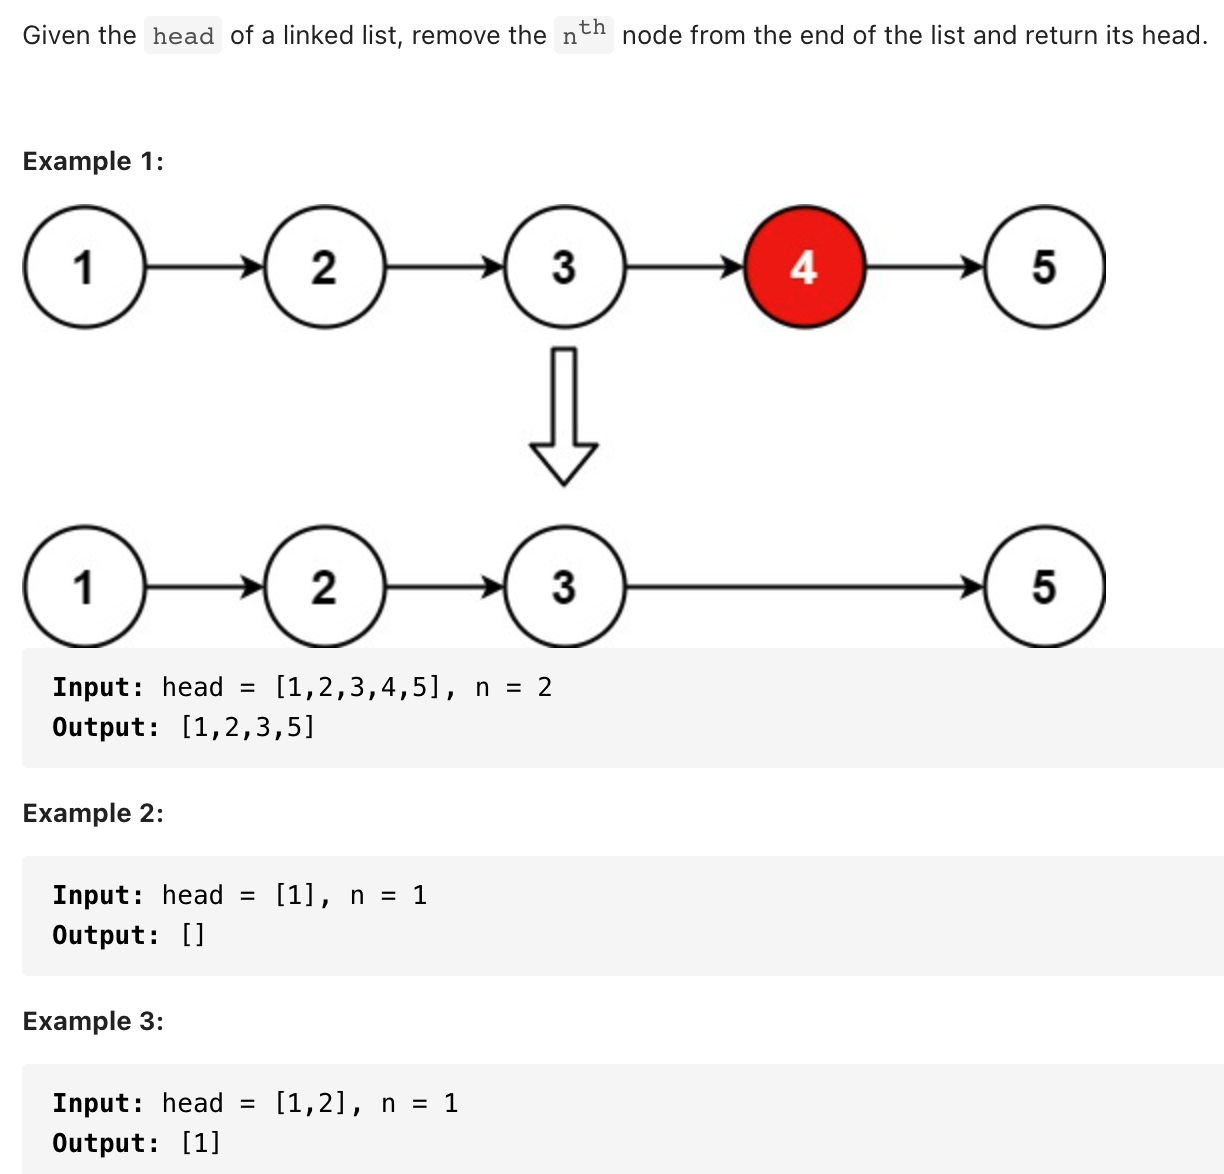 Given the head of a linked list, remove the nth node from the end of the list and return its head.
Example 1:
1 2 3 4 5
1 2 3 5
Input: head = [1,2,3,4,5], n = 2
Output: [1,2,3,5]
Example 2:
Input: head = [1], n = 1
Output: []
Example 3:
Input: head = [1,2], n = 1
Output: [1]